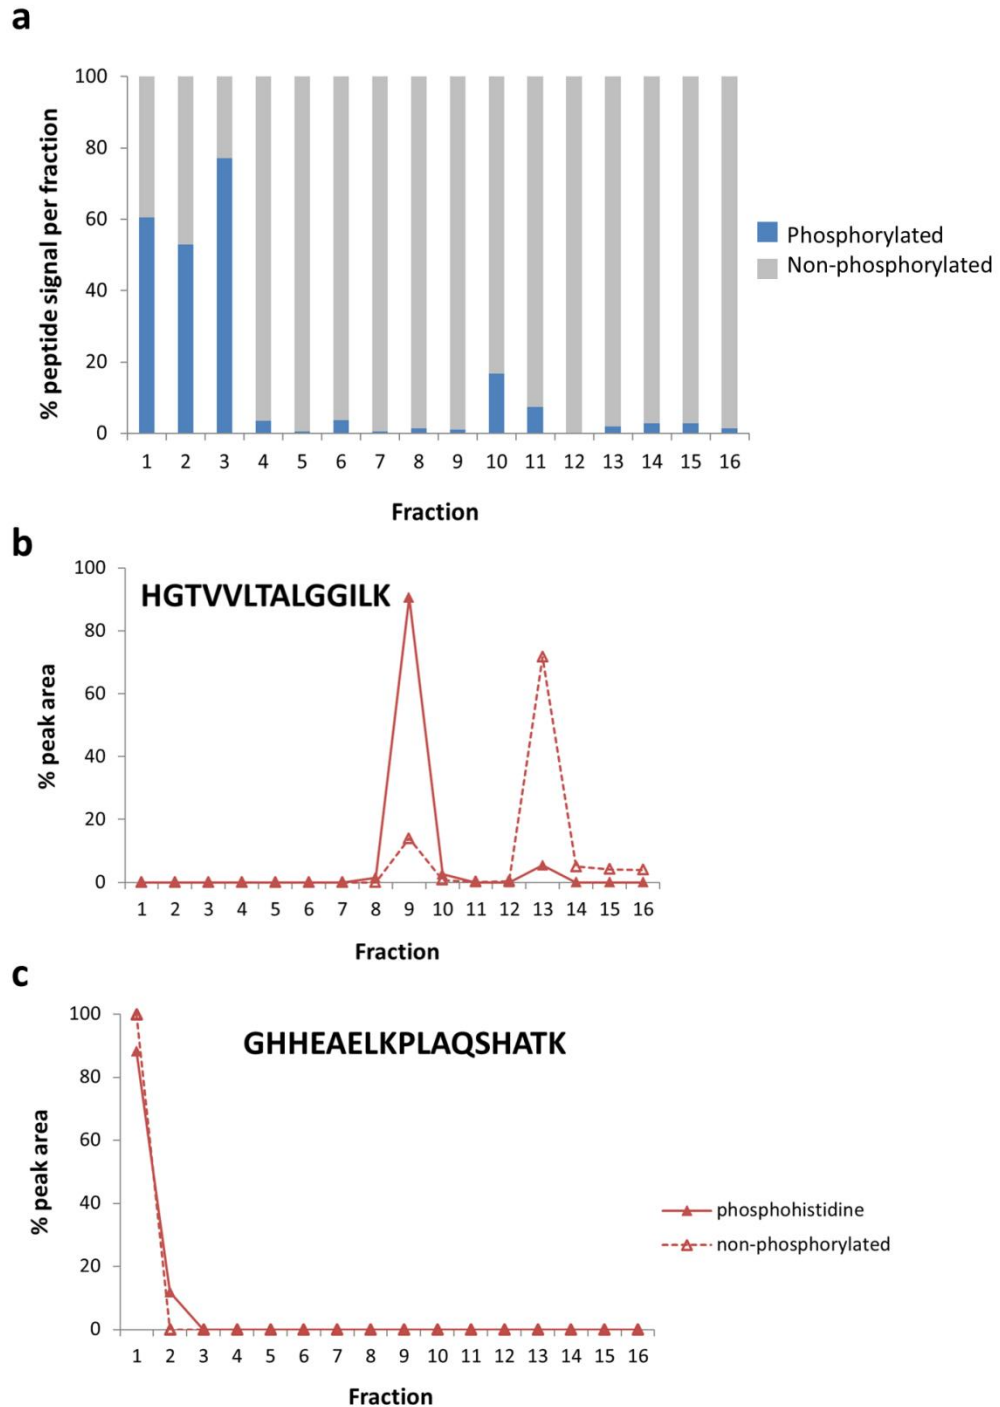 a
% peptide signal per fraction
100
80
60
40
20
0
1 2 3 4 5 6 7 8 9 10 11 12 13 14 15 16
Fraction
Phosphorylated
Non-phosphorylated
b
HGTVVLTALGGILK
% peak area
100
80
60
40
20
0
1 2 3 4 5 6 7 8 9 10 11 12 13 14 15 16
Fraction
c
GHHEAELKPLAQSHATK
% peak area
100
80
60
40
20
0
1 2 3 4 5 6 7 8 9 10 11 12 13 14 15 16
Fraction
phosphohistidine
non-phosphorylated